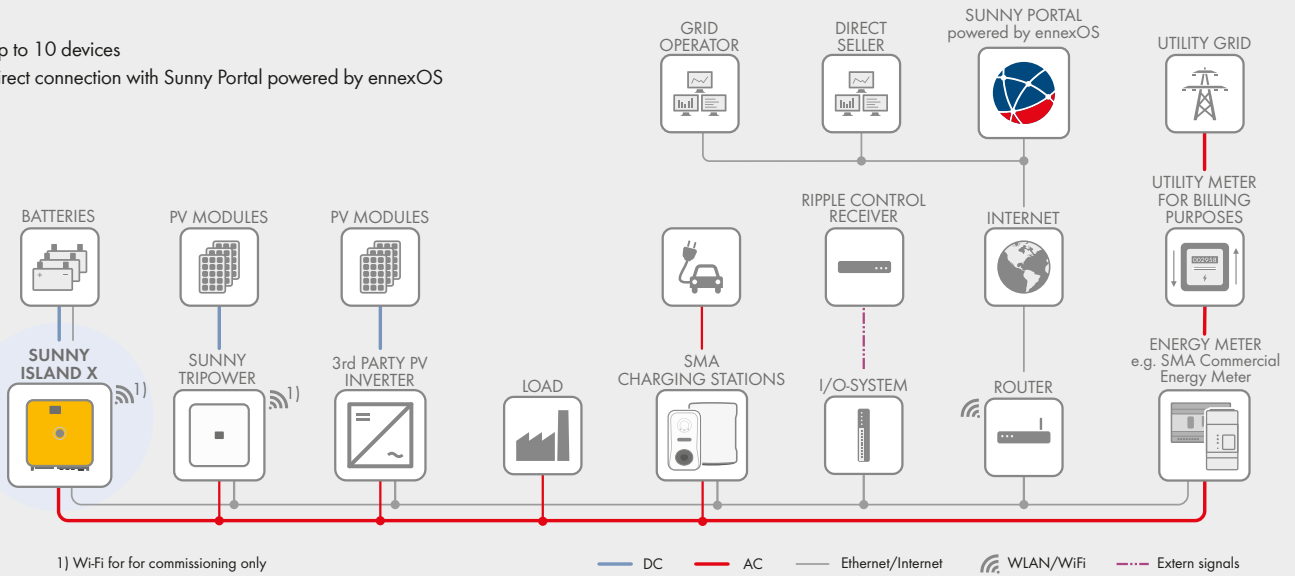 to 10 devices
connection with Sunny Portal powered by ennexOS
GRID
OPERATOR
DIRECT
SELLER
SUNNY PORTAL
powered by ennexOS
UTILITY GRID
BATTERIES
PV MODULES
PV MODULES
RIPPLE CONTROL
RECEIVER
INTERNET
UTILITY METER
FOR BILLING
PURPOSES
002958
SUNNY
ISLAND X
1)
SUNNY
TRIPOWER
1)
3rd PARTY PV
INVERTER
LOAD
SMA
CHARGING STATIONS
I/O-SYSTEM
ROUTER
ENERGY METER
e.g. SMA Commercial
Energy Meter
1) Wi-Fi for for commissioning only
DC
AC
Ethernet/Internet
WLAN/WiFi
Extern signals